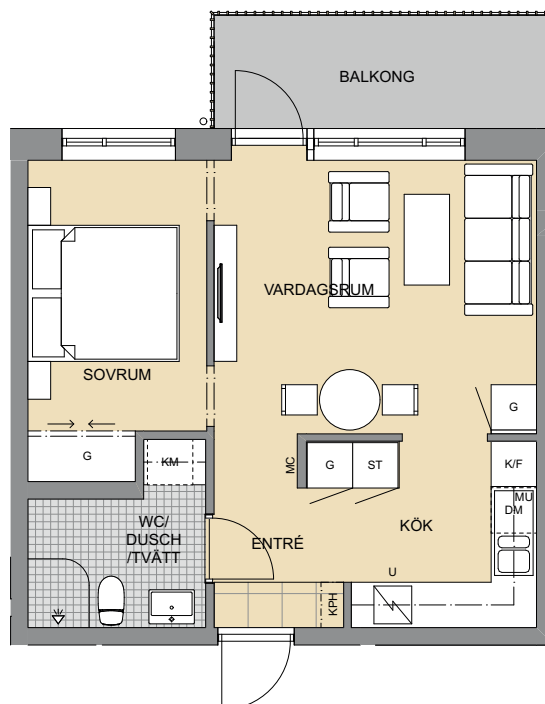 BALKONG
VARDAGSRUM
SOVRUM
G
G
KM
MC
G
ST
K/F
MU
DM
WC/
DUSCH
/TVÄTT
ENTRÉ
KÖK
U
KPH